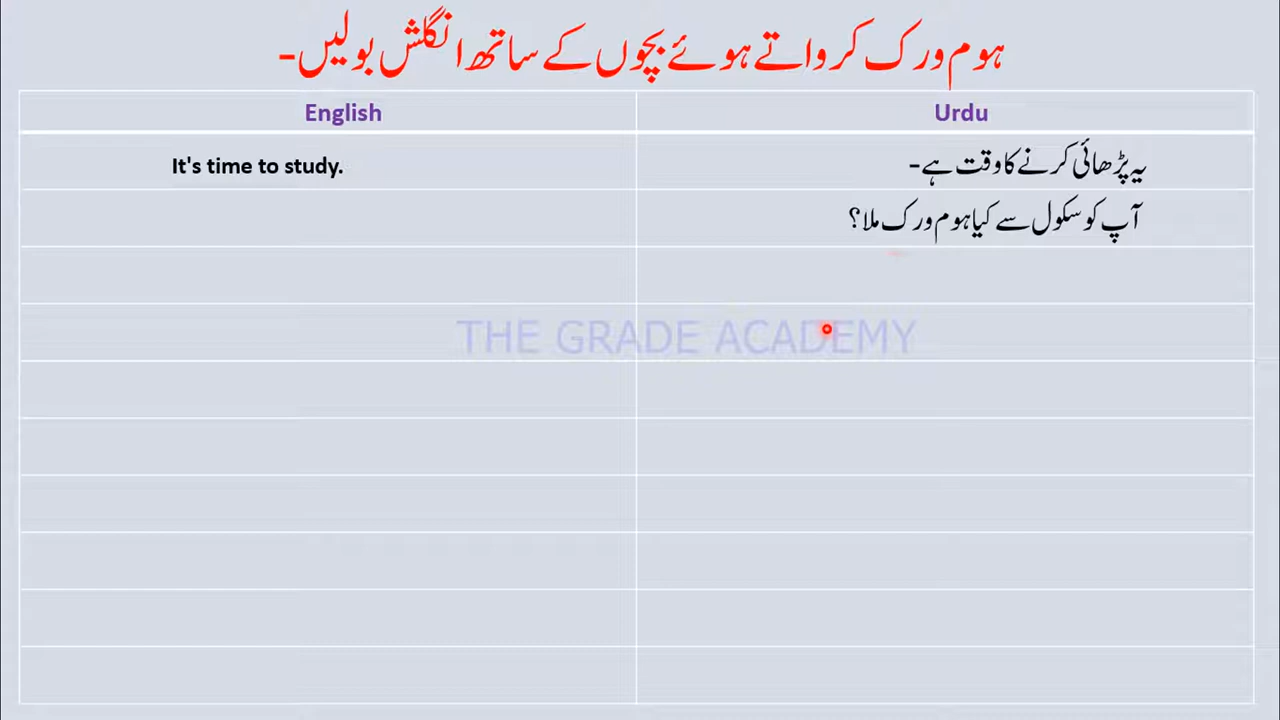 ہوم ورک کرواتے ہوئے بچوں کے ساتھ انگلش بولیں-
English	Urdu
It's time to study.	یہ پڑھائی کرنے کا وقت ہے-
آپ کو سکول سے کیا ہوم ورک ملا؟
THE GRADE ACADEMY